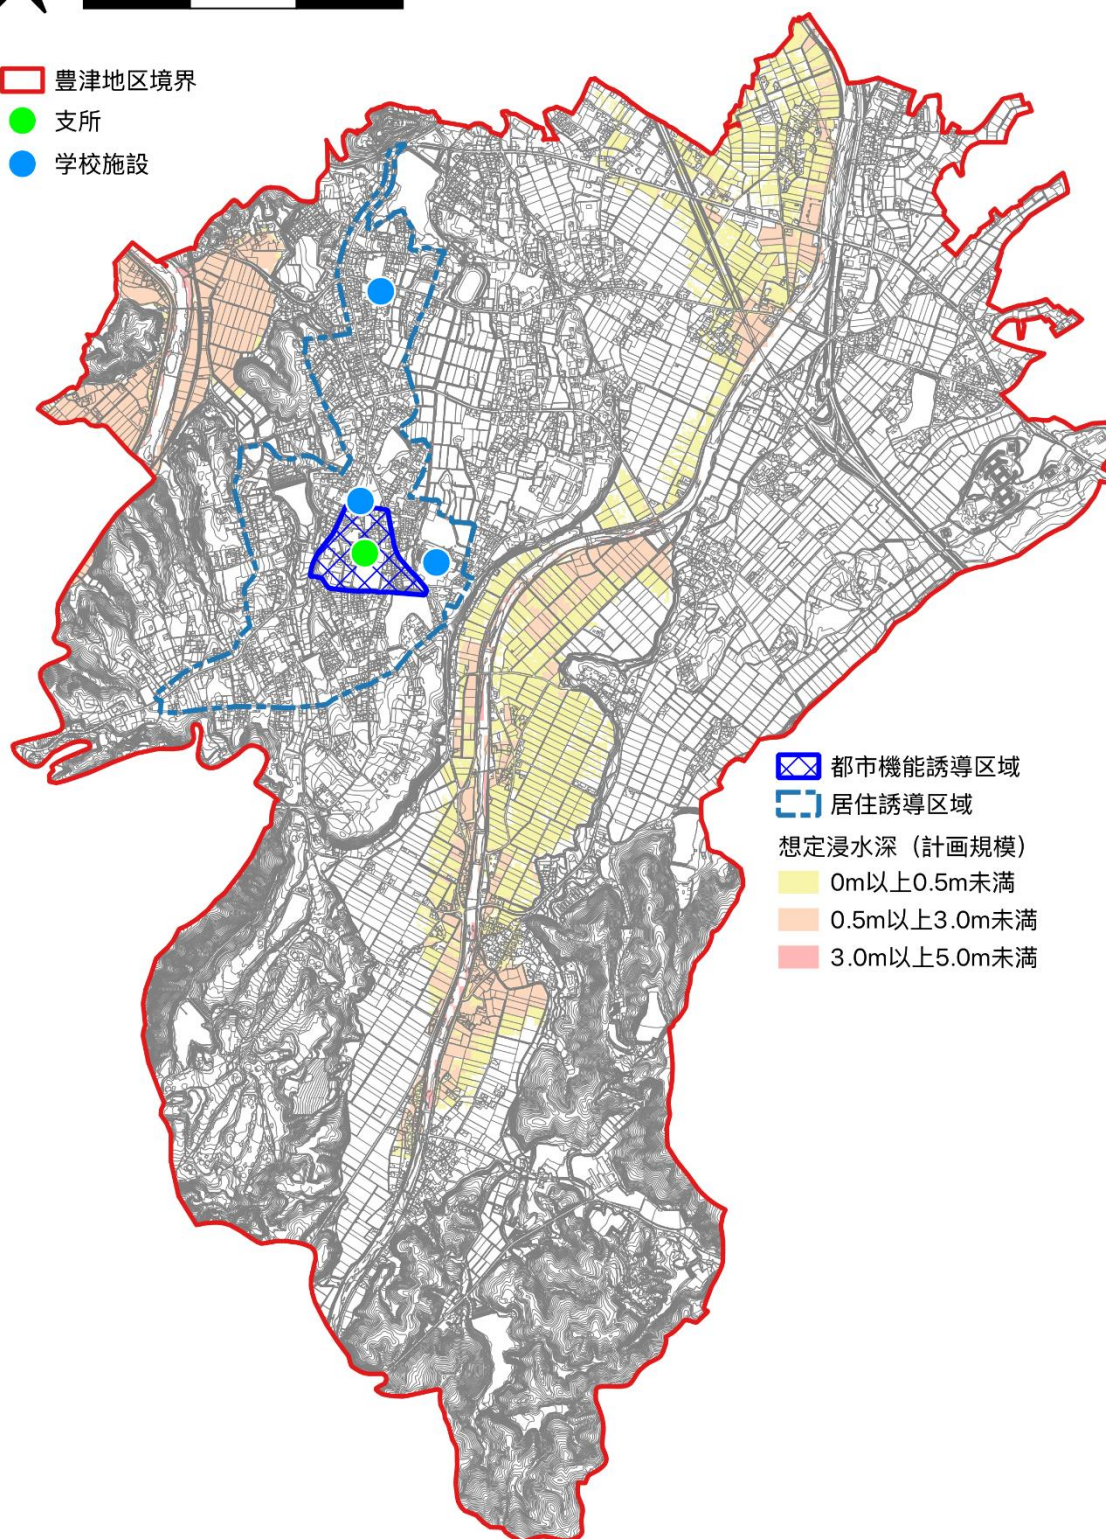 豊津地区境界
支所
学校施設
都市機能誘導区域
居住誘導区域
想定浸水深（計画規模）
0m以上0.5m未満
0.5m以上3.0m未満
3.0m以上5.0m未満